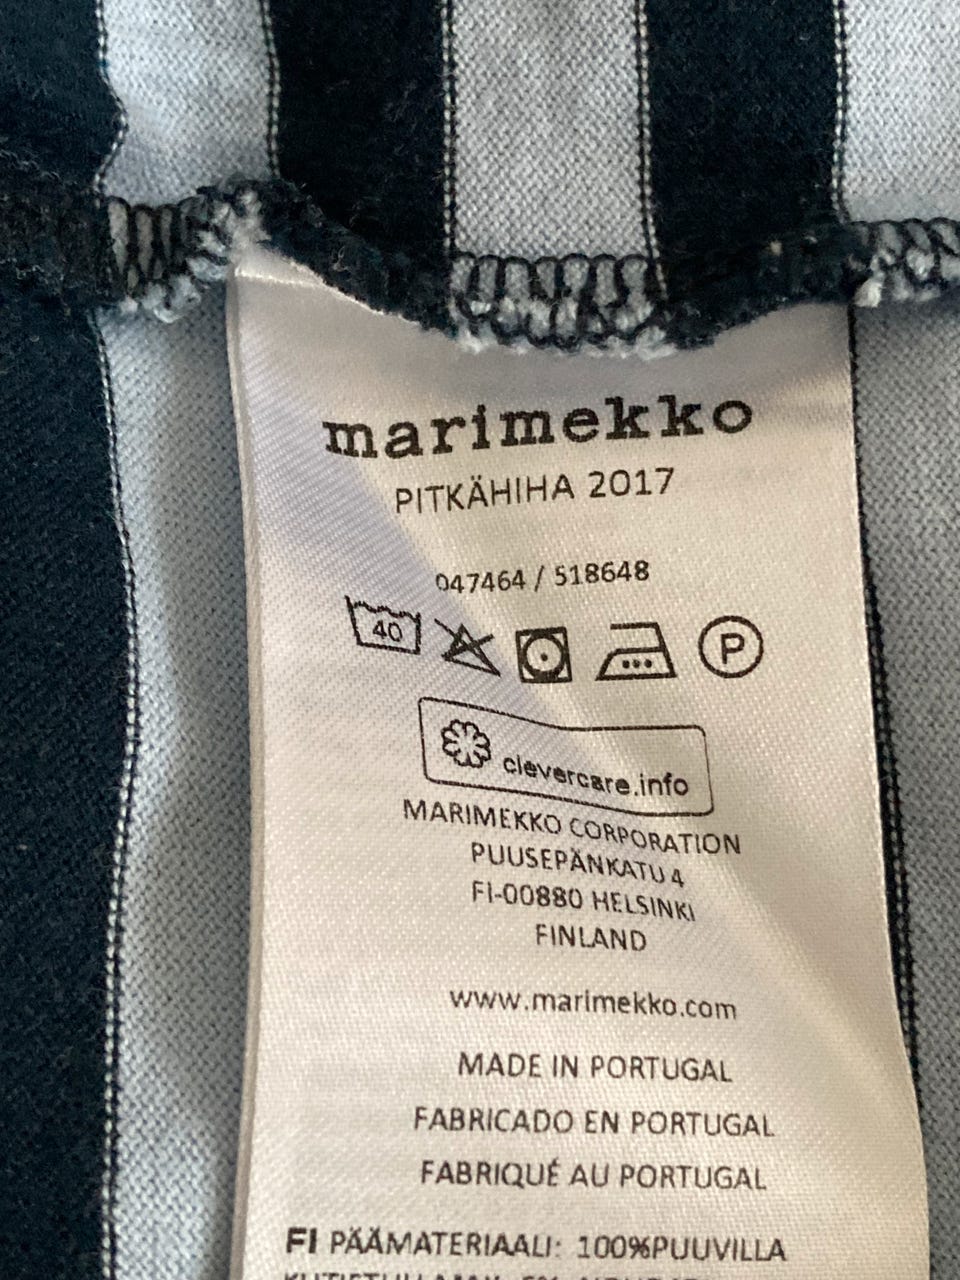 marimekko
PITKÄHIHA 2017
047464 / 518648
40
P
clevercare.info
MARIMEKKO CORPORATION
PUUSEPÄNKATU 4
FI-00880 HELSINKI
FINLAND
www.marimekko.com
MADE IN PORTUGAL
FABRICADO EN PORTUGAL
FABRIQUÉ AU PORTUGAL
FI PÄÄMATERIAALI: 100%PUUVILLA